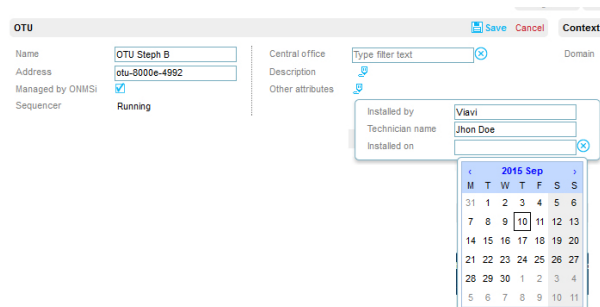 OTU Save Cancel Context
Name OTU Steph B Central office Type filter text Domain
Address otu-8000e-4992 Description
Managed by ONMSi Other attributes
Sequencer Running
Installed by Viavi
Technician name Jhon Doe
Installed on
‹ 2015 Sep ›
M T W T F S S
31 1 2 3 4 5 6
7 8 9 10 11 12 13
14 15 16 17 18 19 20
21 22 23 24 25 26 27
28 29 30 1 2 3 4
5 6 7 8 9 10 11